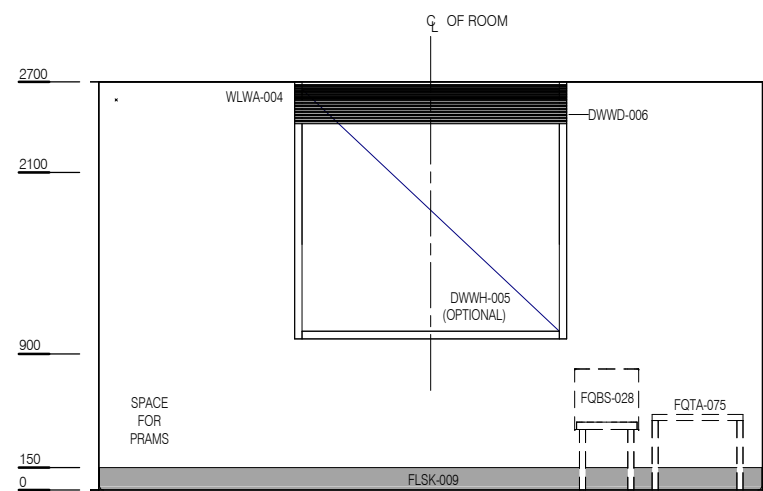 ℄ OF ROOM
2700
WLWA-004
DWWD-006
2100
DWWH-005
(OPTIONAL)
900
SPACE
FOR
PRAMS
FQBS-028
FQTA-075
150
FLSK-009
0